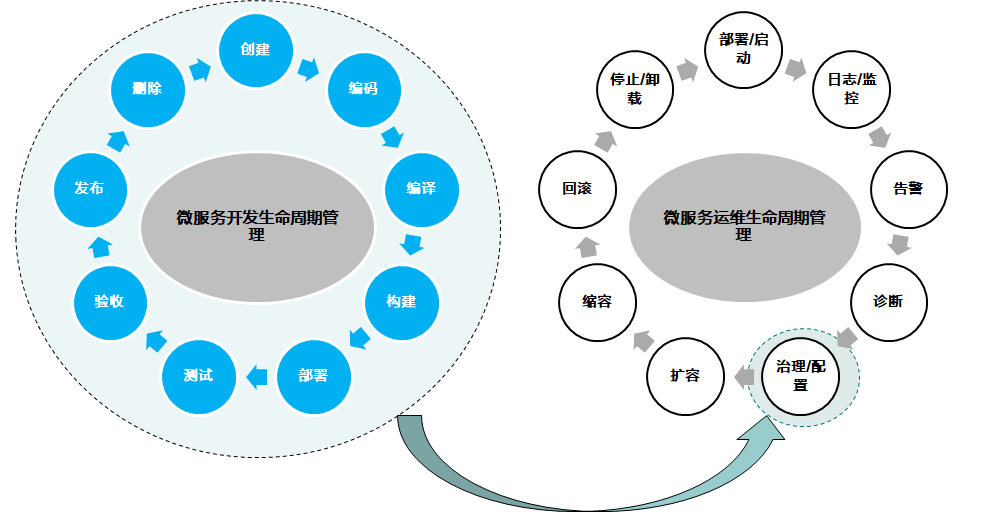 创建
编码
编译
构建
部署
测试
验收
发布
删除
微服务开发生命周期管
理
部署/启
动
日志/监
控
告警
诊断
治理/配
置
扩容
缩容
回滚
停止/卸
载
微服务运维生命周期管
理